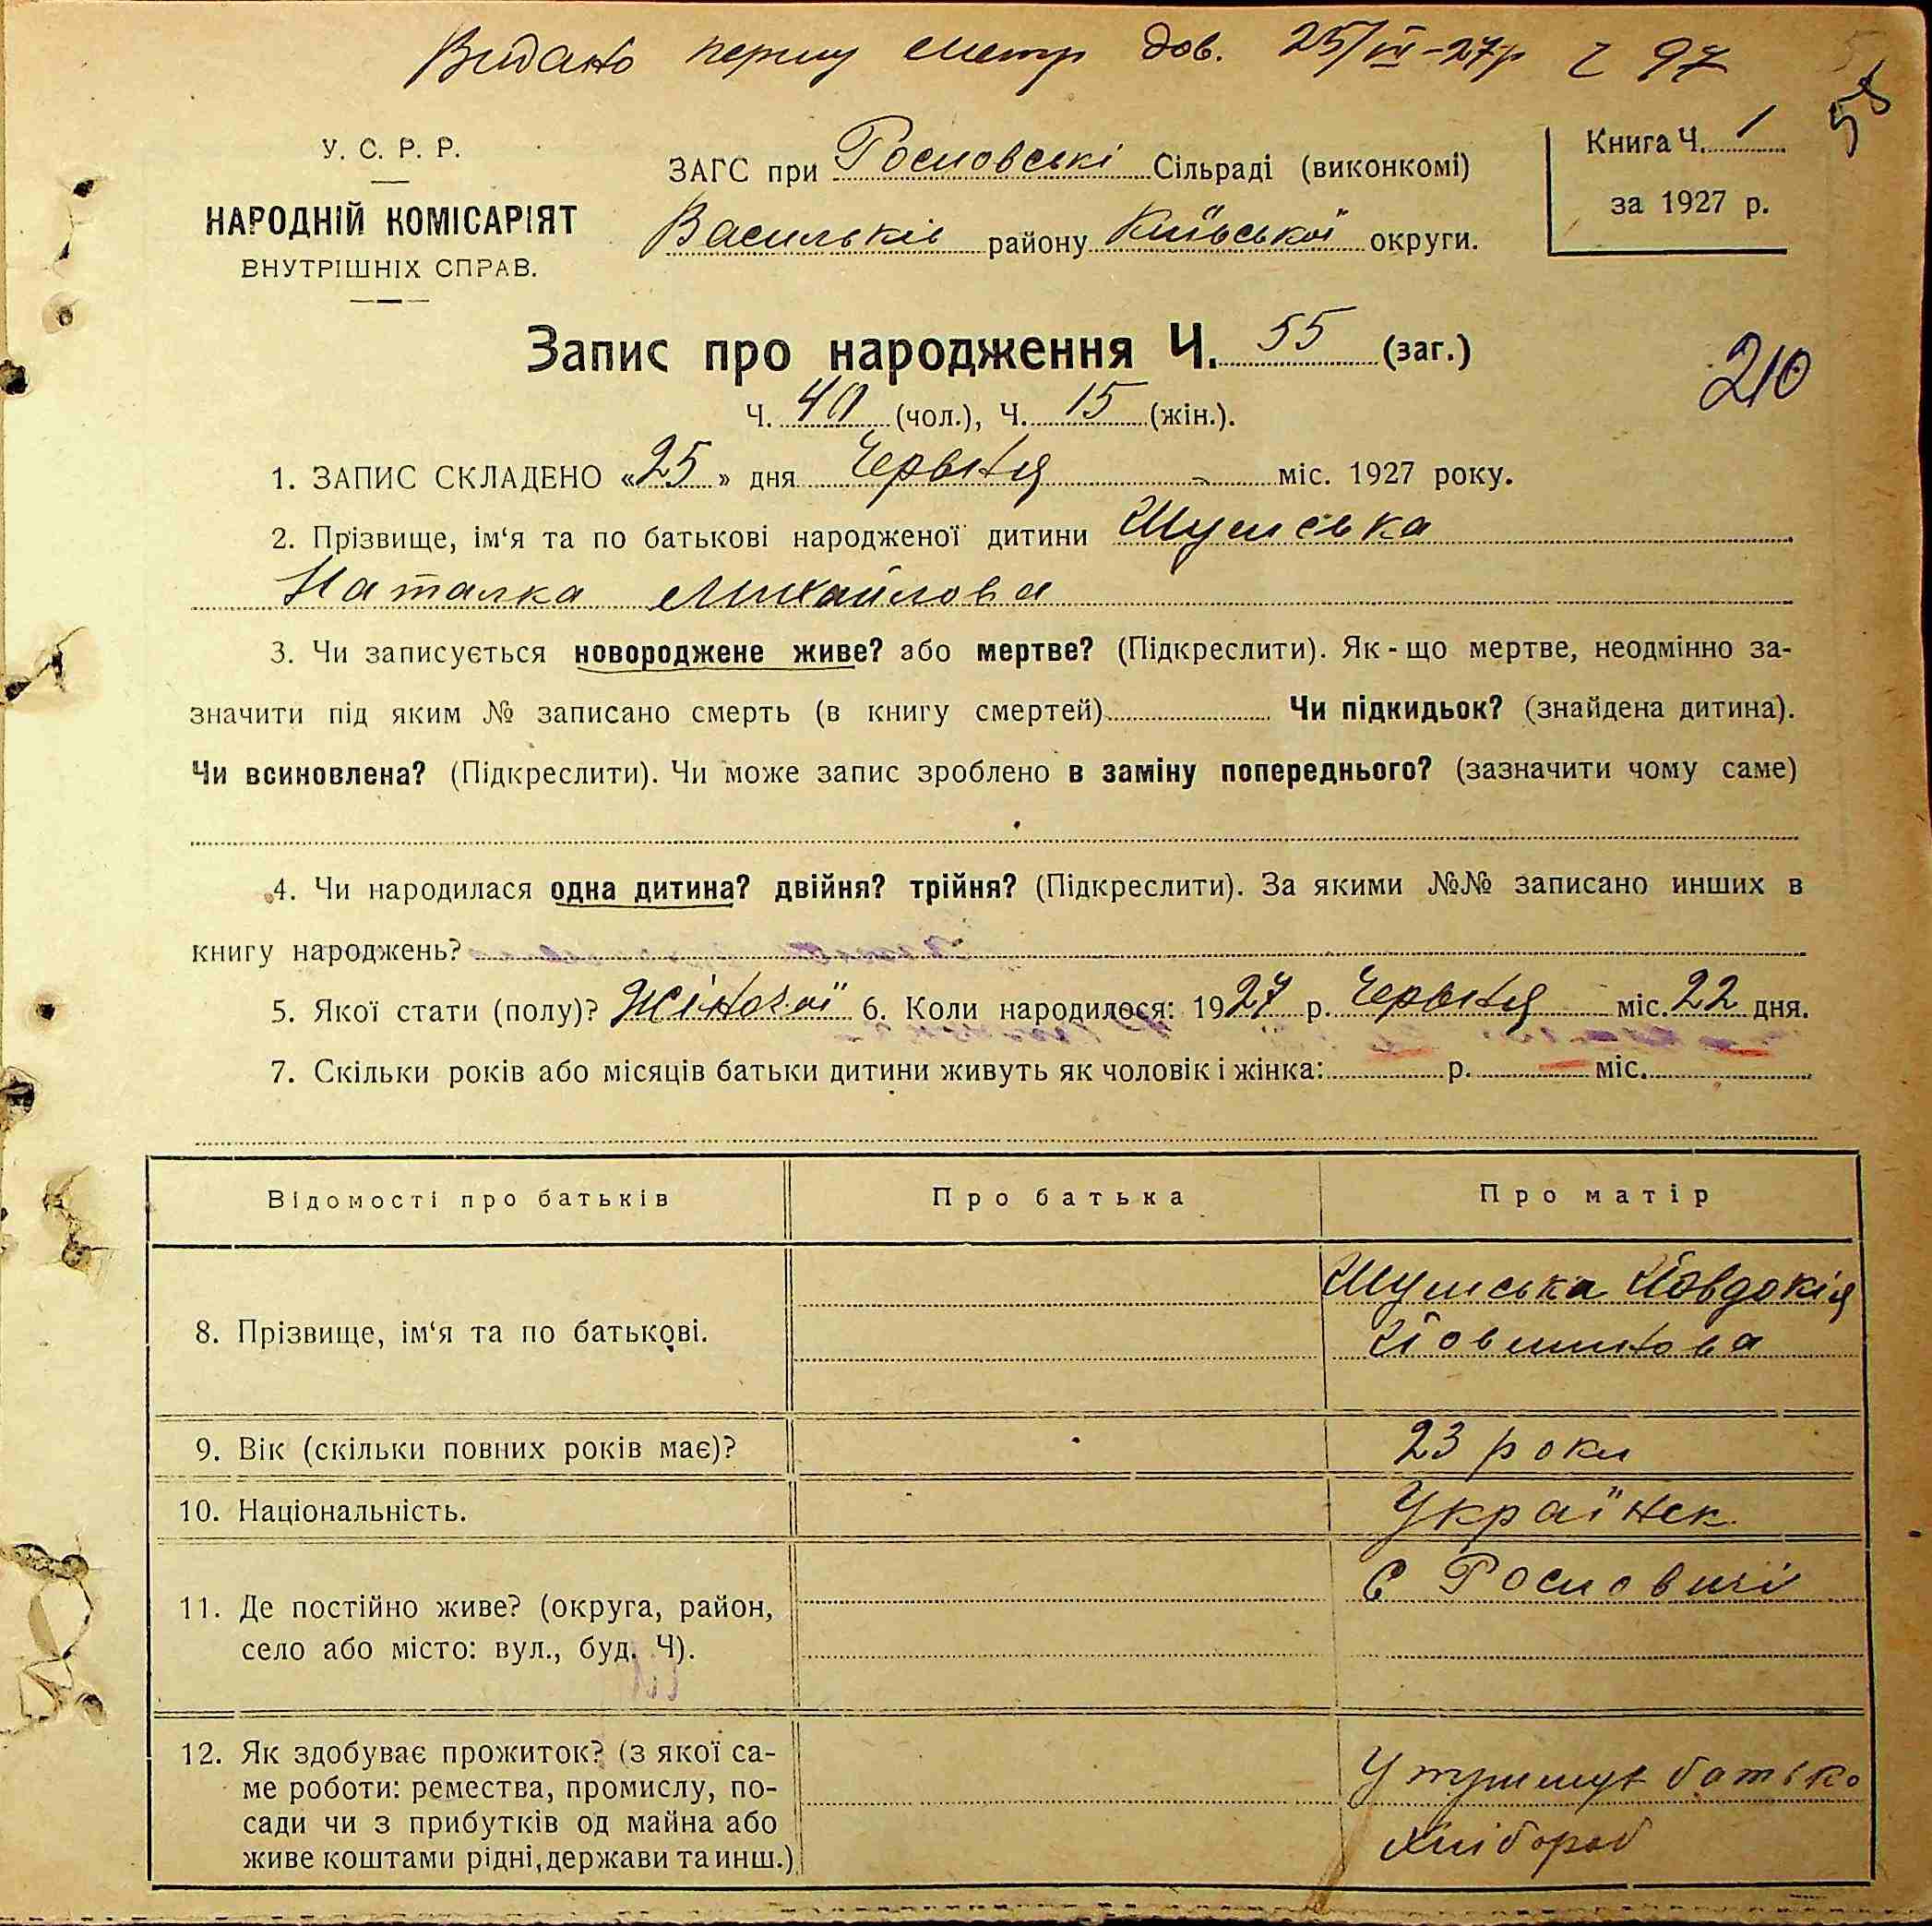 Видано першу метр дов. 25/VI-27р Ч 97
58
У. С. Р. Р.
НАРОДНІЙ КОМІСАРІЯТ
ВНУТРІШНІХ СПРАВ.
ЗАГС при Росиовські Сільраді (виконкомі)
Васильків району Київської округи.
Книга Ч. 1
за 1927 р.
Запис про народження Ч. 55 (заг.)
210
Ч. 40 (чол.), Ч. 15 (жін.).
1. ЗАПИС СКЛАДЕНО «25» дня Червня міс. 1927 року.
2. Прізвище, ім‘я та по батькові народженої дитини Шумська
Наталка Михайлова
3. Чи записується новороджене живе? або мертве? (Підкреслити). Як-що мертве, неодмінно за-
значити під яким № записано смерть (в книгу смертей) Чи підкидьок? (знайдена дитина).
Чи всиновлена? (Підкреслити). Чи може запис зроблено в заміну попереднього? (зазначити чому саме)
4. Чи народилася одна дитина? двійня? трійня? (Підкреслити). За якими №№ записано инших в
книгу народжень?
5. Якої стати (полу)? Жіночої 6. Коли народилося: 1927 р. Червня міс. 22 дня.
7. Скільки років або місяців батьки дитини живуть як чоловік і жінка: р. міс.
Відомості про батьків Про батька Про матір
8. Прізвище, ім‘я та по батькові.
Шумська Йовдокія
9. Вік (скільки повних років має)? 23 роки
10. Національність. Українск.
11. Де постійно живе? (округа, район,
село або місто: вул., буд. Ч).
С Росиовищі
12. Як здобуває прожиток? (з якої са-
ме роботи: ремества, промислу, по-
сади чи з прибутків од майна або
живе коштами рідні, держави та инш.)
Утримує батько
хлібороб